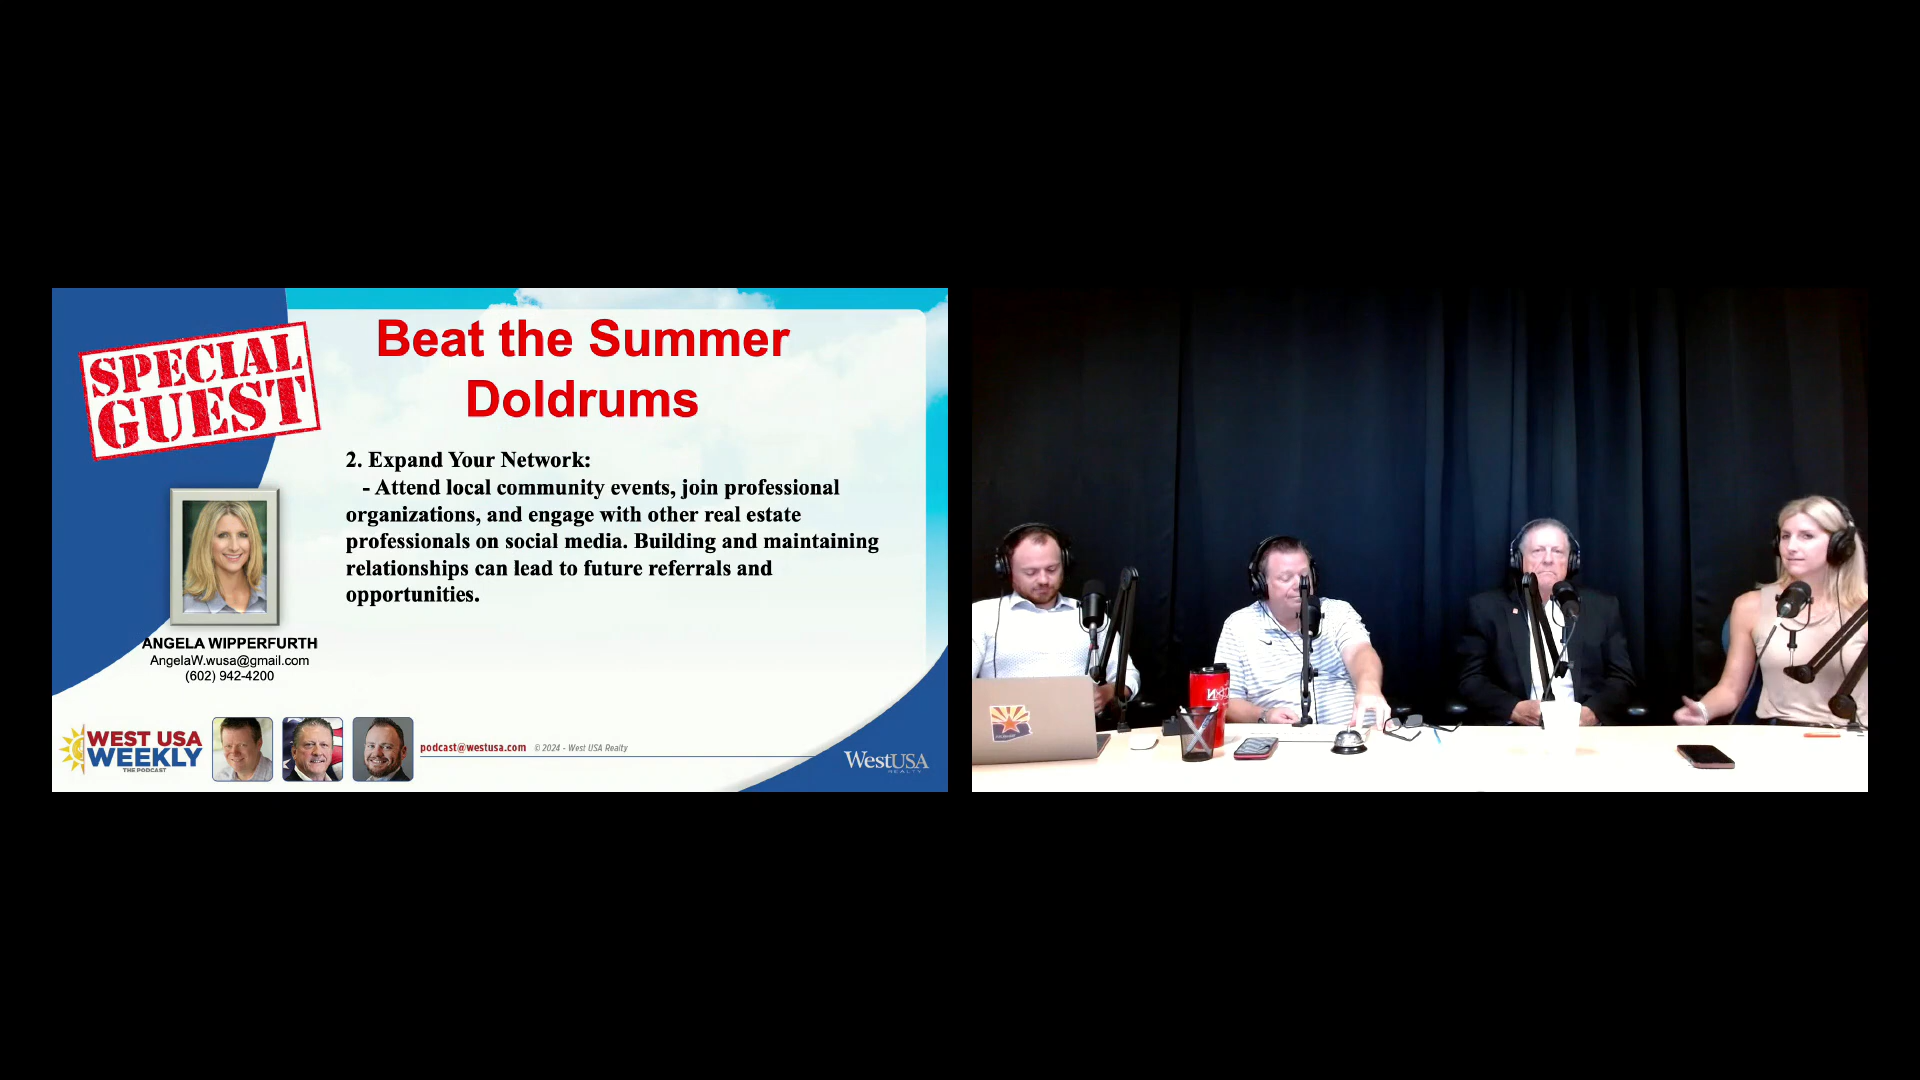 SPECIAL
GUEST
Beat the Summer
Doldrums
2. Expand Your Network:
- Attend local community events, join professional
organizations, and engage with other real estate
professionals on social media. Building and maintaining
relationships can lead to future referrals and
opportunities.
ANGELA WIPPERFURTH
AngelaW.wusa@gmail.com
(602) 942-4200
WEST USA
WEEKLY
THE PODCAST
podcast@westusa.com © 2024 - West USA Realty
WestUSA
REALTY